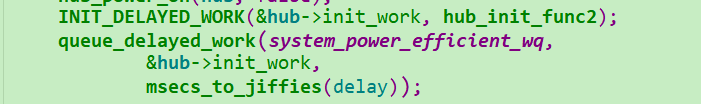 INIT_DELAYED_WORK(&hub->init_work, hub_init_func2);
queue_delayed_work(system_power_efficient_wq,
&hub->init_work,
msecs_to_jiffies(delay));